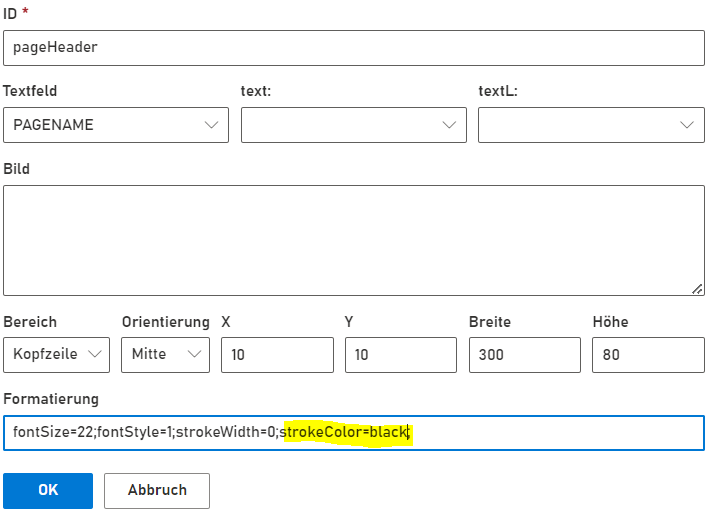 ID *
pageHeader
Textfeld text: textL:
PAGENAME
Bild
Bereich Orientierung X Y Breite Höhe
Kopfzeile Mitte 10 10 300 80
Formatierung
fontSize=22;fontStyle=1;strokeWidth=0;strokeColor=black;
OK Abbruch